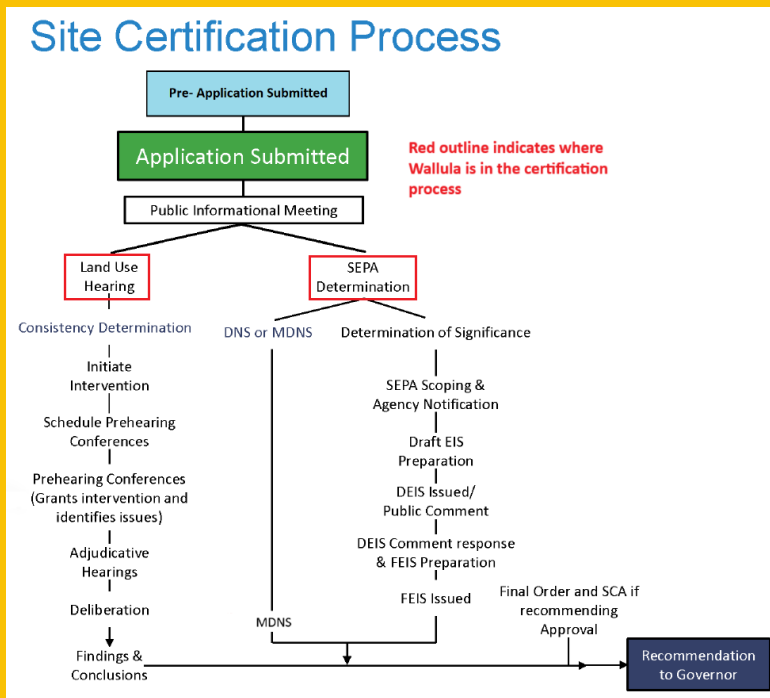 Site Certification Process
Pre- Application Submitted
Application Submitted
Red outline indicates where
Wallula is in the certification
process
Public Informational Meeting
Land Use
Hearing
SEPA
Determination
Consistency Determination
DNS or MDNS
Determination of Significance
Initiate
Intervention
SEPA Scoping &
Agency Notification
Schedule Prehearing
Conferences
Draft EIS
Preparation
Prehearing Conferences
(Grants intervention and
identifies issues)
DEIS Issued/
Public Comment
DEIS Comment response
& FEIS Preparation
Adjudicative
Hearings
FEIS Issued
Final Order and SCA if
recommending
Approval
Deliberation
MDNS
Findings &
Conclusions
Recommendation
to Governor